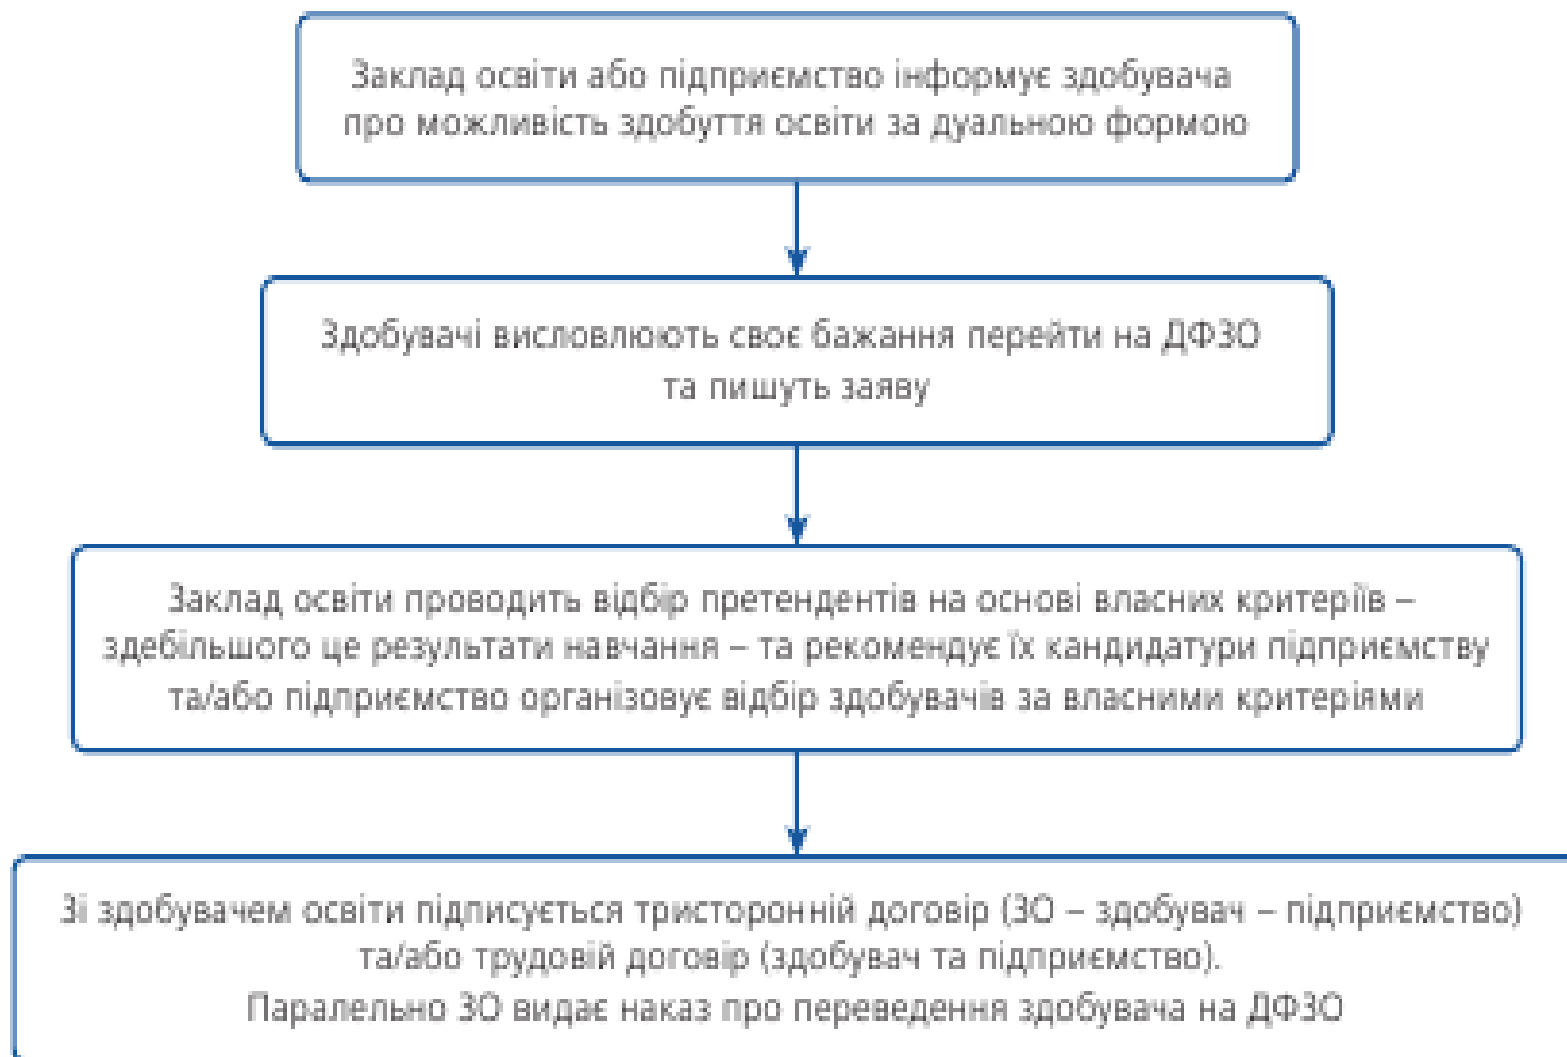 Заклад освіти або підприємство інформує здобувача
про можливість здобуття освіти за дуальною формою
Здобувачі висловлюють своє бажання перейти на ДФЗО
та пишуть заяву
Заклад освіти проводить відбір претендентів на основі власних критеріїв –
здебільшого це результати навчання – та рекомендує їх кандидатури підприємству
та/або підприємство організовує відбір здобувачів за власними критеріями
Зі здобувачем освіти підписується тристоронній договір (ЗО – здобувач – підприємство)
та/або трудовій договір (здобувач та підприємство).
Паралельно ЗО видає наказ про переведення здобувача на ДФЗО